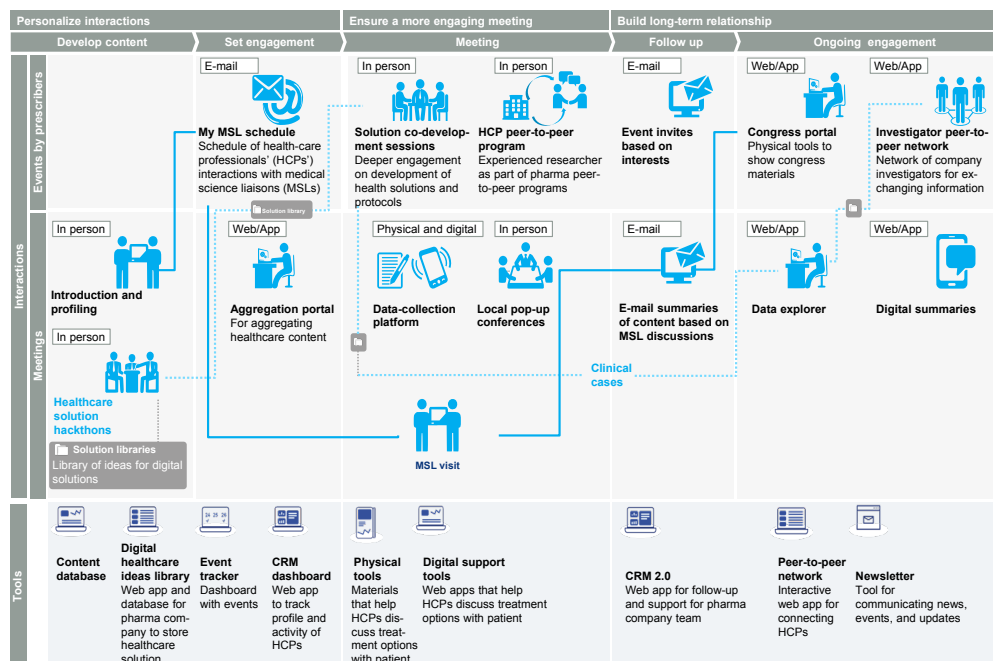 Personalize interactions
Ensure a more engaging meeting
Build long-term relationship
Develop content
Set engagement
Meeting
Follow up
Ongoing engagement
Interactions
Events by prescribers
E-mail
My MSL schedule
Schedule of health-care
professionals' (HCPs')
interactions with medical
science liaisons (MSLs)
In person
Solution co-develop-
ment sessions
Deeper engagement
on development of
health solutions and
protocols
In person
HCP peer-to-peer
program
Experienced researcher
as part of pharma peer-
to-peer programs
E-mail
Event invites
based on
interests
Web/App
Congress portal
Physical tools to
show congress
materials
Web/App
Investigator peer-to-
peer network
Network of company
investigators for ex-
changing information
Solution library
Meetings
In person
Introduction and
profiling
In person
Healthcare
solution
hackthons
Solution libraries
Library of ideas for digital
solutions
Web/App
Aggregation portal
For aggregating
healthcare content
Physical and digital
Data-collection
platform
In person
Local pop-up
conferences
E-mail
E-mail summaries
of content based on
MSL discussions
Web/App
Data explorer
Web/App
Digital summaries
Clinical
cases
MSL visit
Tools
Content
database
Digital
healthcare
ideas library
Web app and
database for
pharma com-
pany to store
healthcare
solution
24 25 26
Event
tracker
Dashboard
with events
CRM
dashboard
Web app
to track
profile and
activity of
HCPs
Physical
tools
Materials
that help
HCPs dis-
cuss treat-
ment options
with patient
Digital support
tools
Web apps that help
HCPs discuss treatment
options with patient
CRM 2.0
Web app for follow-up
and support for pharma
company team
Peer-to-peer
network
Interactive
web app for
connecting
HCPs
Newsletter
Tool for
communicating news,
events, and updates